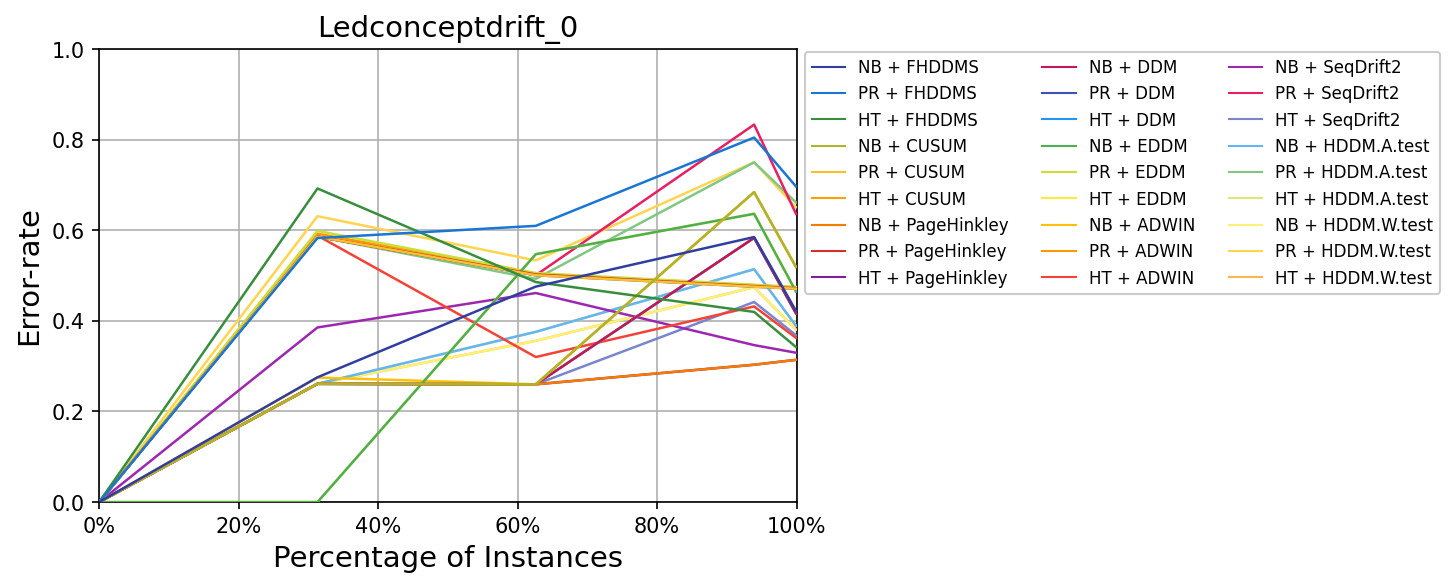 Ledconceptdrift_0
Error-rate
1.0
0.8
0.6
0.4
0.2
0.0
0%
20%
40%
60%
80%
100%
Percentage of Instances
NB + FHDDMS
PR + FHDDMS
HT + FHDDMS
NB + CUSUM
PR + CUSUM
HT + CUSUM
NB + PageHinkley
PR + PageHinkley
HT + PageHinkley
NB + DDM
PR + DDM
HT + DDM
NB + EDDM
PR + EDDM
HT + EDDM
NB + ADWIN
PR + ADWIN
HT + ADWIN
NB + SeqDrift2
PR + SeqDrift2
HT + SeqDrift2
NB + HDDM.A.test
PR + HDDM.A.test
HT + HDDM.A.test
NB + HDDM.W.test
PR + HDDM.W.test
HT + HDDM.W.test